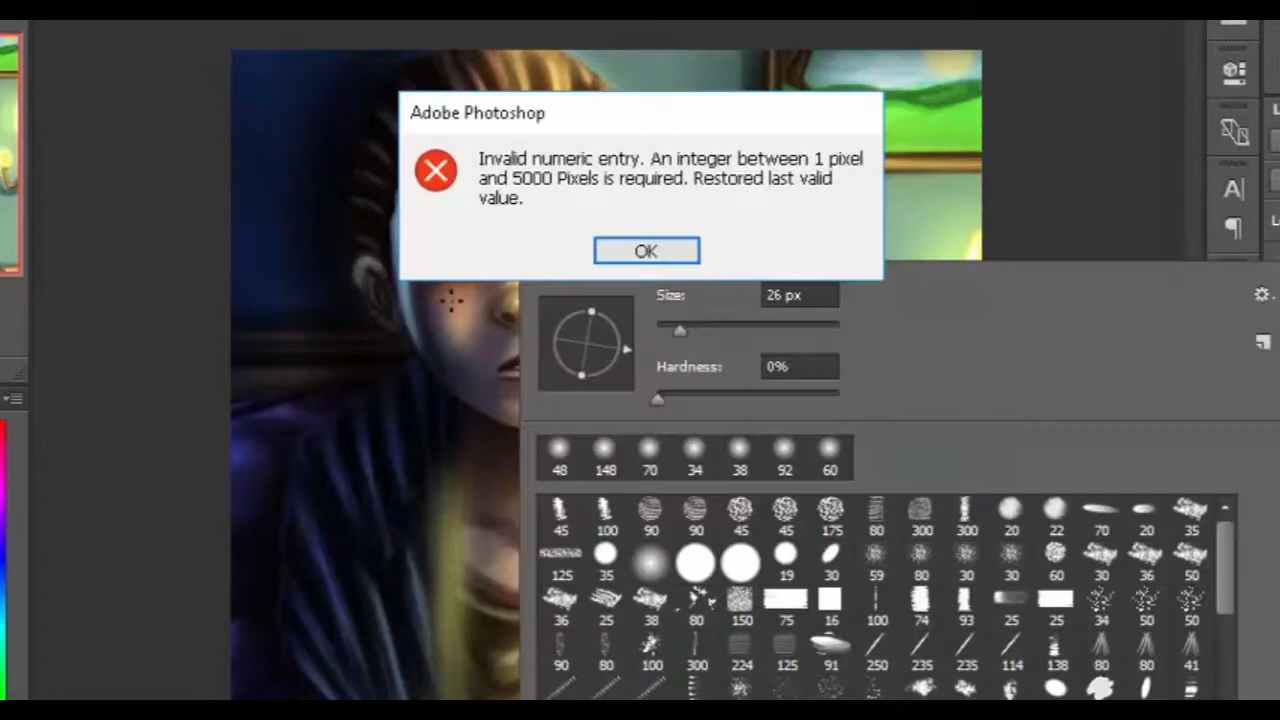 Adobe Photoshop
Invalid numeric entry. An integer between 1 pixel
and 5000 Pixels is required. Restored last valid
value.
OK
Size: 26 px
Hardness: 0%
48 148 70 34 38 92 60
45 100 90 90 45 45 175 80 300 300 20 22 70 20 35
125 35 19 30 59 80 30 30 60 30 36 50
36 25 38 80 150 75 16 100 74 93 25 25 34 50 50
90 80 100 300 224 125 91 250 235 235 114 138 80 80 41